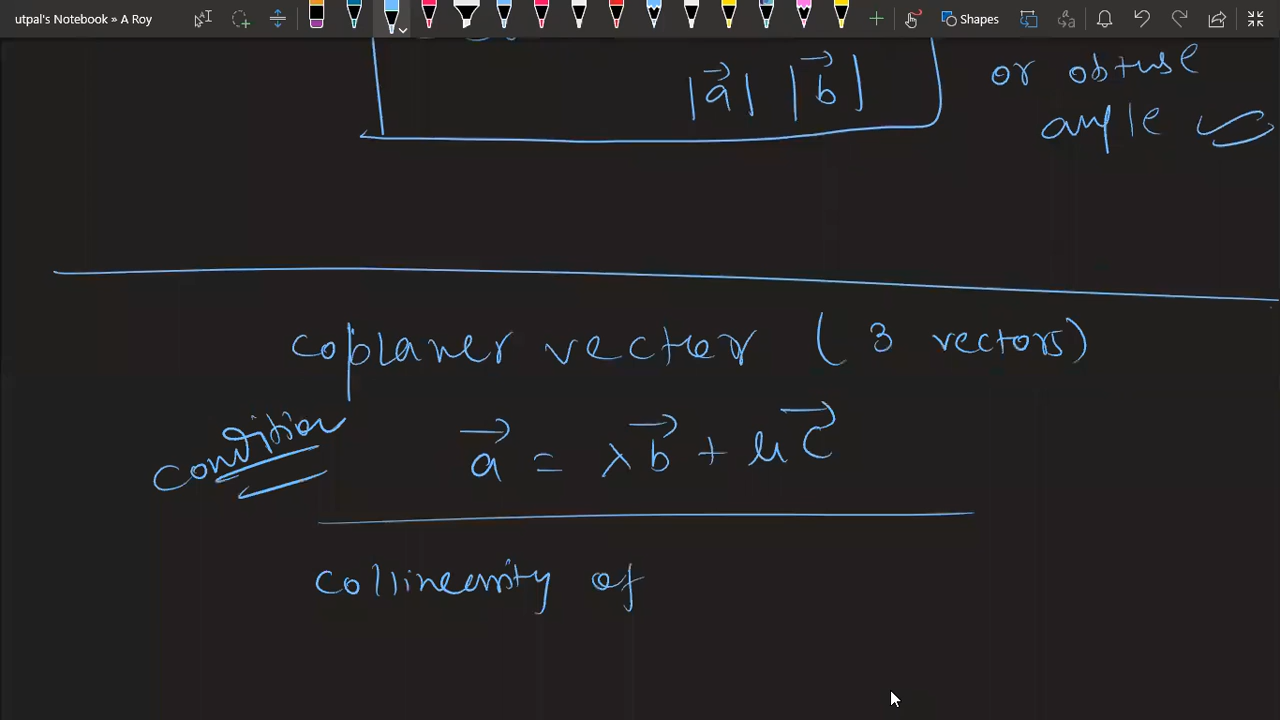 utpal's Notebook » A Roy
Shapes
|a⃗| |b⃗|
or obtuse
angle
coplaner vector ( 3 vectors)
condition
a⃗ = λb⃗ + μc⃗
collinearity of